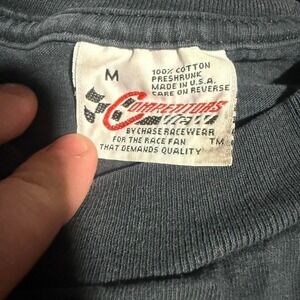 M
100% COTTON
PRESHRUNK
MADE IN U.S.A.
CARE ON REVERSE
COMPETITORS
VIEW
BY CHASE RACEWEAR
FOR THE RACE FAN
THAT DEMANDS QUALITY
TM